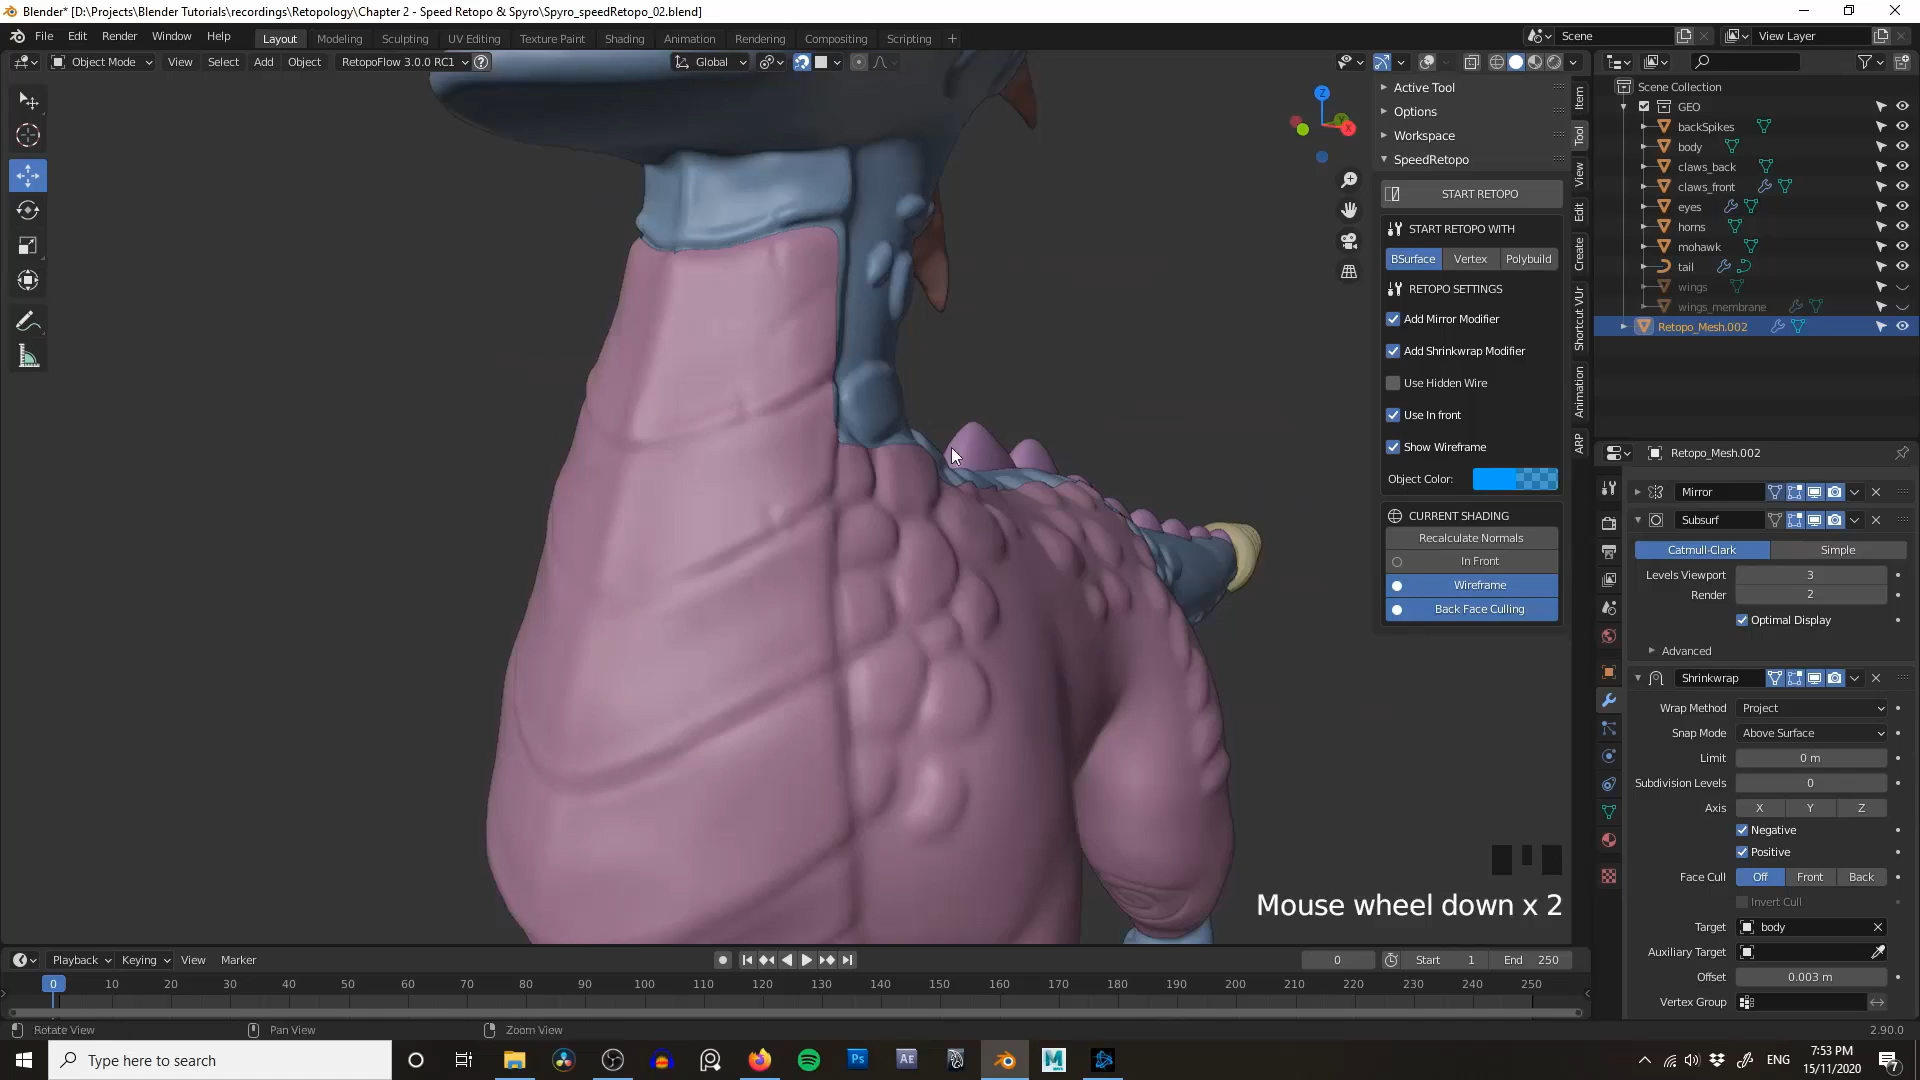 Blender* [D:\Projects\Blender Tutorials\recordings\Retopology\Chapter 2 - Speed Retopo & Spyro\Spyro_speedRetopo_02.blend]
File Edit Render Window Help Layout Modeling Sculpting UV Editing Texture Paint Shading Animation Rendering Compositing Scripting + Scene View Layer
Object Mode View Select Add Object RetopoFlow 3.0.0 RC1 ? Global
Active Tool
Options
Workspace
SpeedRetopo
START RETOPO
START RETOPO WITH
BSurface Vertex Polybuild
RETOPO SETTINGS
Add Mirror Modifier
Add Shrinkwrap Modifier
Use Hidden Wire
Use In front
Show Wireframe
Object Color:
CURRENT SHADING
Recalculate Normals
In Front
Wireframe
Back Face Culling
Item
Tool
View
Edit
Create
Shortcut VUr
Animation
ARP
Z
X
Y
Scene Collection
GEO
backSpikes
body
claws_back
claws_front
eyes
horns
mohawk
tail
wings
wings_membrane
Retopo_Mesh.002
Retopo_Mesh.002
Mirror
Subsurf
Catmull-Clark Simple
Levels Viewport 3
Render 2
Optimal Display
Advanced
Shrinkwrap
Wrap Method Project
Snap Mode Above Surface
Limit 0 m
Subdivision Levels 0
Axis X Y Z
Negative
Positive
Face Cull Off Front Back
Invert Cull
Target body
Auxiliary Target
Offset 0.003 m
Vertex Group
Mouse wheel down x 2
Playback Keying View Marker 0 Start 1 End 250
0 10 20 30 40 50 60 70 80 90 100 110 120 130 140 150 160 170 180 190 200 210 220 230 240 250
Rotate View Pan View Zoom View 2.90.0
Type here to search Ps Ae M ENG 7:53 PM
15/11/2020 7